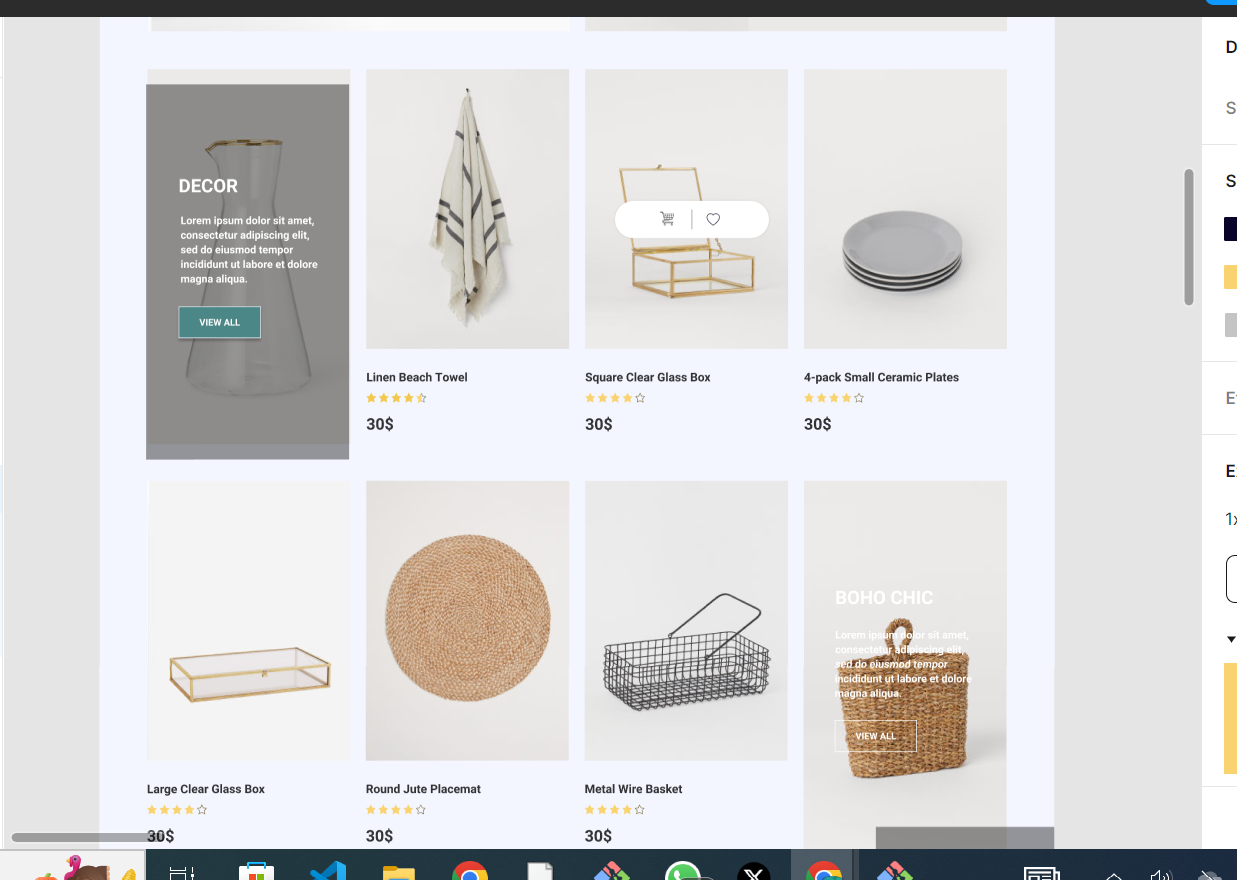 D
S
S
DECOR
Lorem ipsum dolor sit amet,
consectetur adipiscing elit,
sed do eiusmod tempor
incididunt ut labore et dolore
magna aliqua.
VIEW ALL
Linen Beach Towel
30$
Square Clear Glass Box
30$
4-pack Small Ceramic Plates
30$
1x
BOHO CHIC
Lorem ipsum dolor sit amet,
consectetur adipiscing elit,
sed do eiusmod tempor
incididunt ut labore et dolore
magna aliqua.
VIEW ALL
Large Clear Glass Box
30$
Round Jute Placemat
30$
Metal Wire Basket
30$